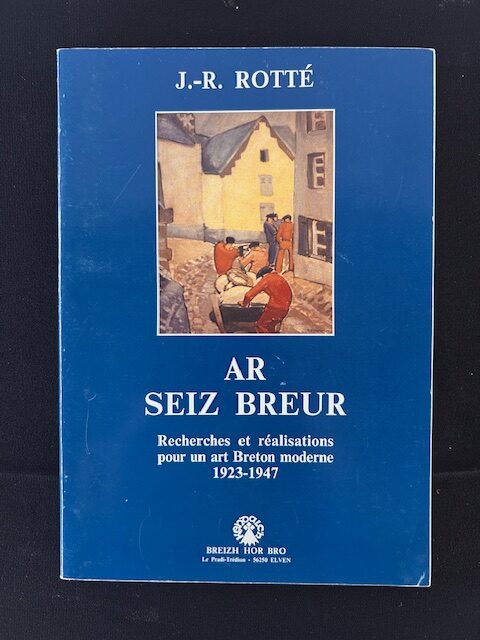 J.-R. ROTTÉ
AR
SEIZ BREUR
Recherches et réalisations
pour un art Breton moderne
1923-1947
BREIZH HOR BRO
Le Pradi-Trédion - 56250 ELVEN